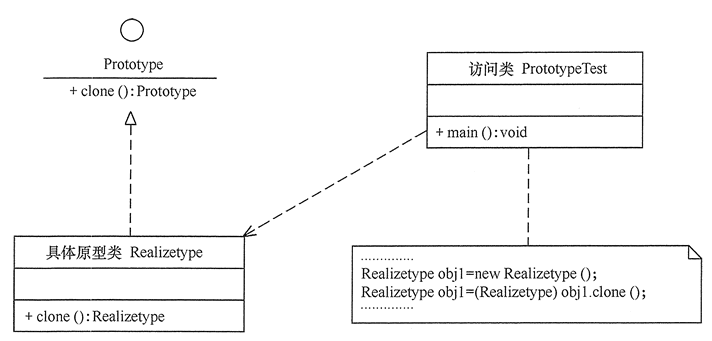 Prototype
+ clone ():Prototype
访问类 PrototypeTest
+ main ():void
具体原型类 Realizetype
+ clone ():Realizetype
..............
Realizetype obj1=new Realizetype ();
Realizetype obj1=(Realizetype) obj1.clone ();
..............